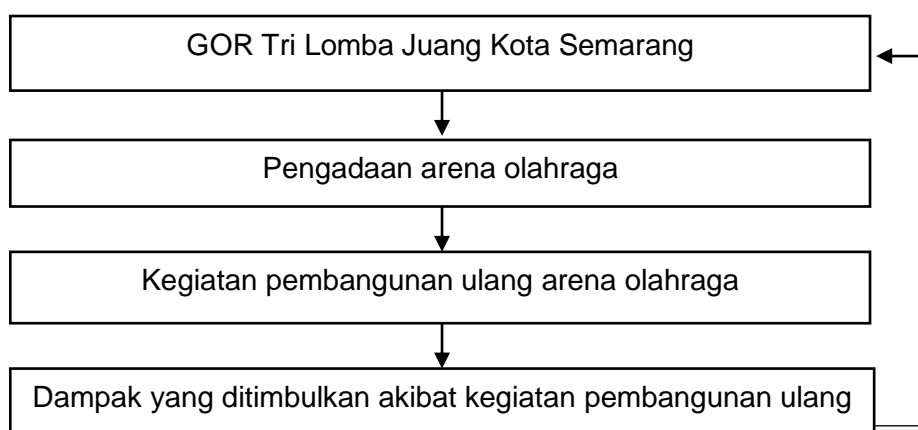 GOR Tri Lomba Juang Kota Semarang
Pengadaan arena olahraga
Kegiatan pembangunan ulang arena olahraga
Dampak yang ditimbulkan akibat kegiatan pembangunan ulang